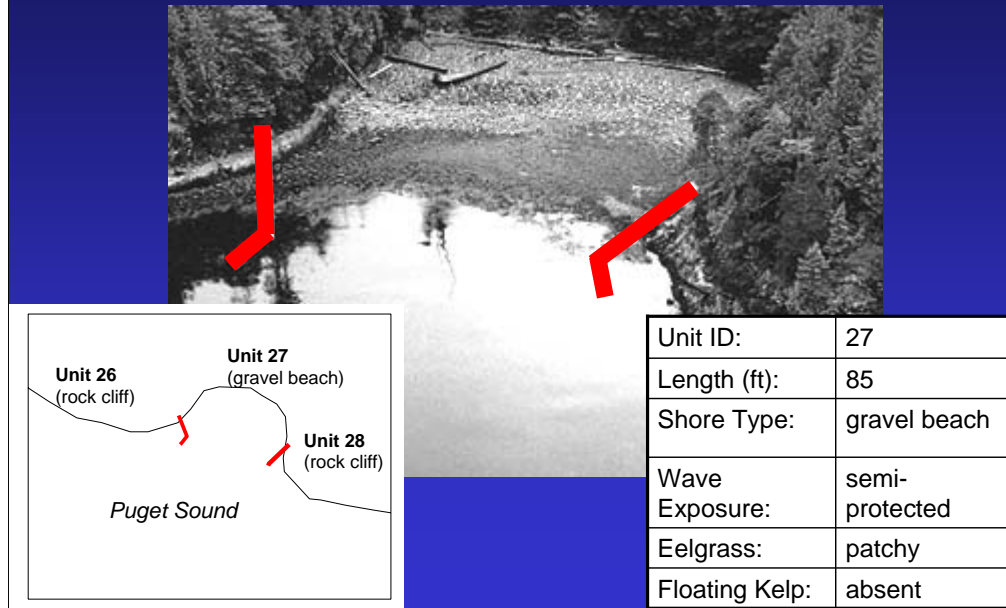 Unit 26
(rock cliff)
Unit 27
(gravel beach)
Unit 28
(rock cliff)
Puget Sound
Unit ID: 27
Length (ft): 85
Shore Type: gravel beach
Wave Exposure: semi-protected
Eelgrass: patchy
Floating Kelp: absent